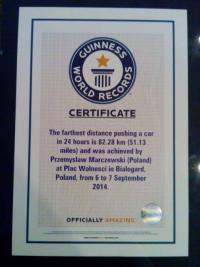 GUINNESS
WORLD RECORDS
CERTIFICATE
The farthest distance pushing a car
in 24 hours is 82.28 km (51.13
miles) and was achieved by
Przemyslaw Marczewski (Poland)
at Plac Wolnosci in Bialogard,
Poland, from 6 to 7 September
2014.
OFFICIALLY AMAZING